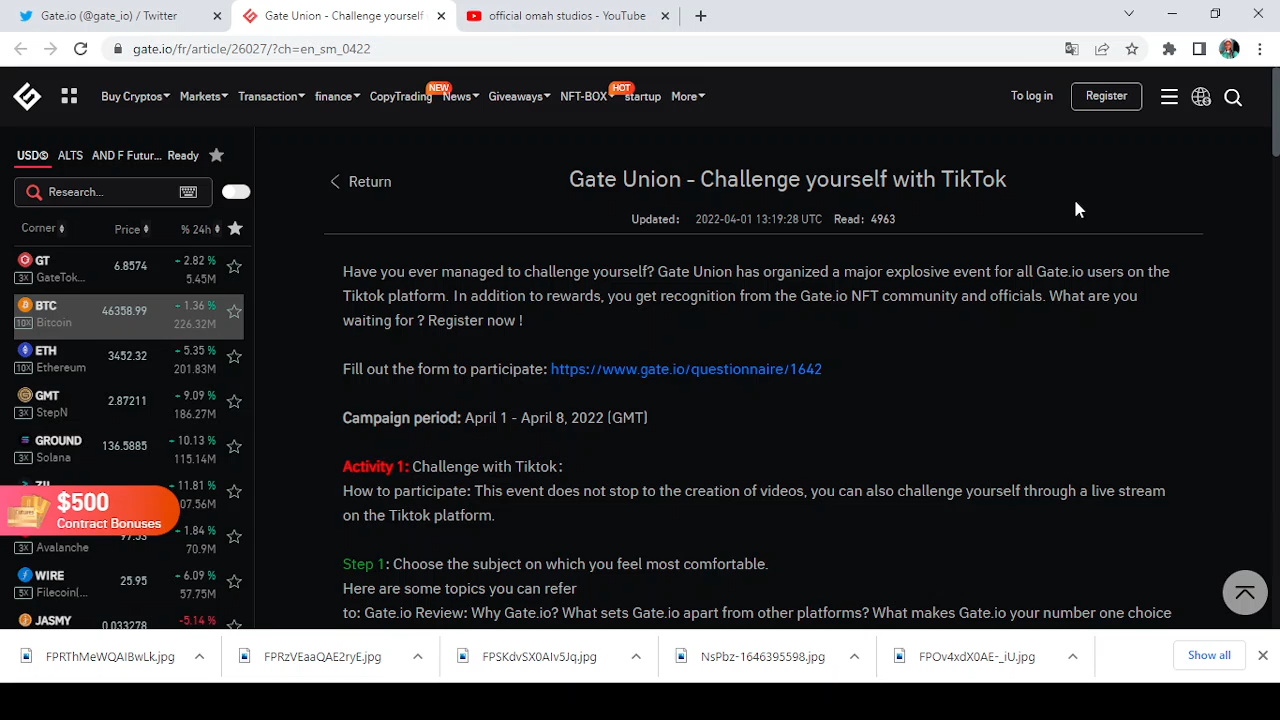 Gate.io (@gate_io) / Twitter
Gate Union - Challenge yourself
official omah studios - YouTube
gate.io/fr/article/26027/?ch=en_sm_0422
Buy Cryptos Markets Transaction finance CopyTrading NEW News Giveaways NFT-BOX HOT startup More
To log in Register
USD ALTS AND F Futur... Ready
Research...
Corner Price % 24h
GT 6.8574 - 2.82 %
3X GateTok... 5.45M
BTC 46358.99 - 1.36 %
10X Bitcoin 226.32M
ETH 3452.32 - 5.35 %
10X Ethereum 201.83M
GMT 2.87211 - 9.09 %
3X StepN 186.27M
GROUND 136.5885 - 10.13 %
3X Solana 115.14M
- 11.81 %
07.56M
$500
Contract Bonuses
- 1.84 %
3X Avalanche 70.9M
WIRE 25.95 - 6.09 %
5X Filecoin(... 57.75M
JASMY 0.033278 -5.14 %
Return
Gate Union - Challenge yourself with TikTok
Updated: 2022-04-01 13:19:28 UTC Read: 4963
Have you ever managed to challenge yourself? Gate Union has organized a major explosive event for all Gate.io users on the
Tiktok platform. In addition to rewards, you get recognition from the Gate.io NFT community and officials. What are you
waiting for ? Register now !
Fill out the form to participate: https://www.gate.io/questionnaire/1642
Campaign period: April 1 - April 8, 2022 (GMT)
Activity 1: Challenge with Tiktok:
How to participate: This event does not stop to the creation of videos, you can also challenge yourself through a live stream
on the Tiktok platform.
Step 1: Choose the subject on which you feel most comfortable.
Here are some topics you can refer
to: Gate.io Review: Why Gate.io? What sets Gate.io apart from other platforms? What makes Gate.io your number one choice
FPRThMeWQAIBwLk.jpg
FPRzVEaaQAE2ryE.jpg
FPSKdvSX0AIv5Jq.jpg
NsPbz-1646395598.jpg
FPOv4xdX0AE-_iU.jpg
Show all